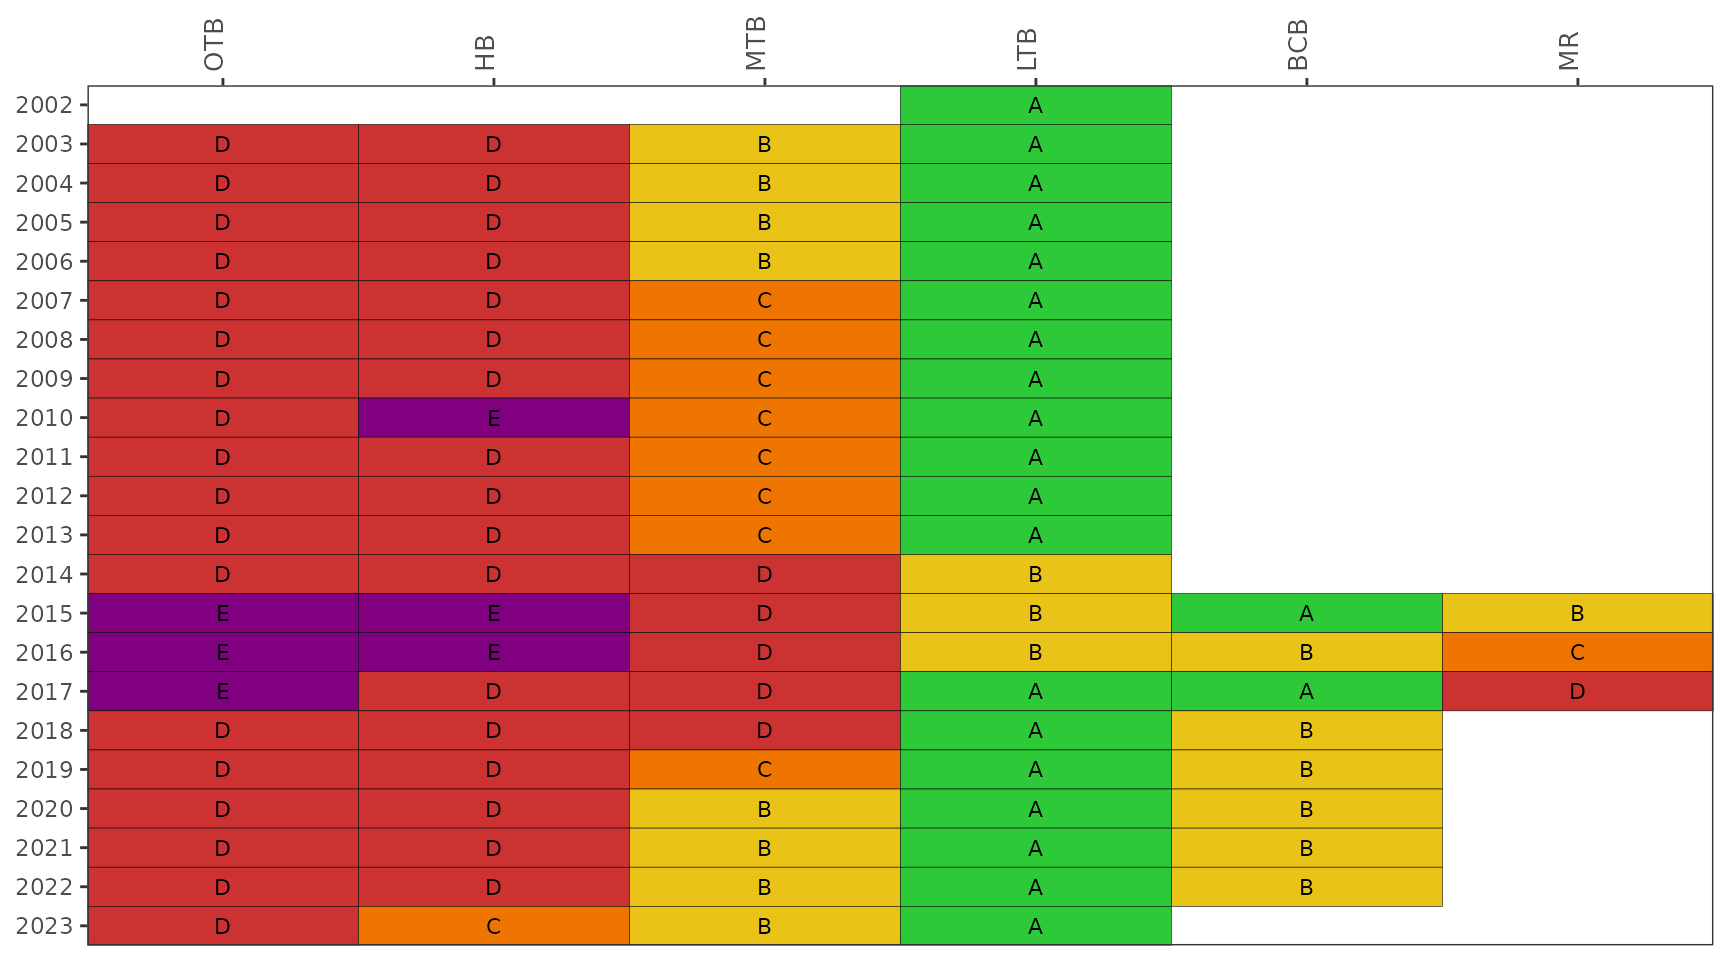 OTB HB MTB LTB BCB MR
2002 A
2003 D D B A
2004 D D B A
2005 D D B A
2006 D D B A
2007 D D C A
2008 D D C A
2009 D D C A
2010 D E C A
2011 D D C A
2012 D D C A
2013 D D C A
2014 D D D B
2015 E E D B A B
2016 E E D B B C
2017 E D D A A D
2018 D D D A B
2019 D D C A B
2020 D D B A B
2021 D D B A B
2022 D D B A B
2023 D C B A